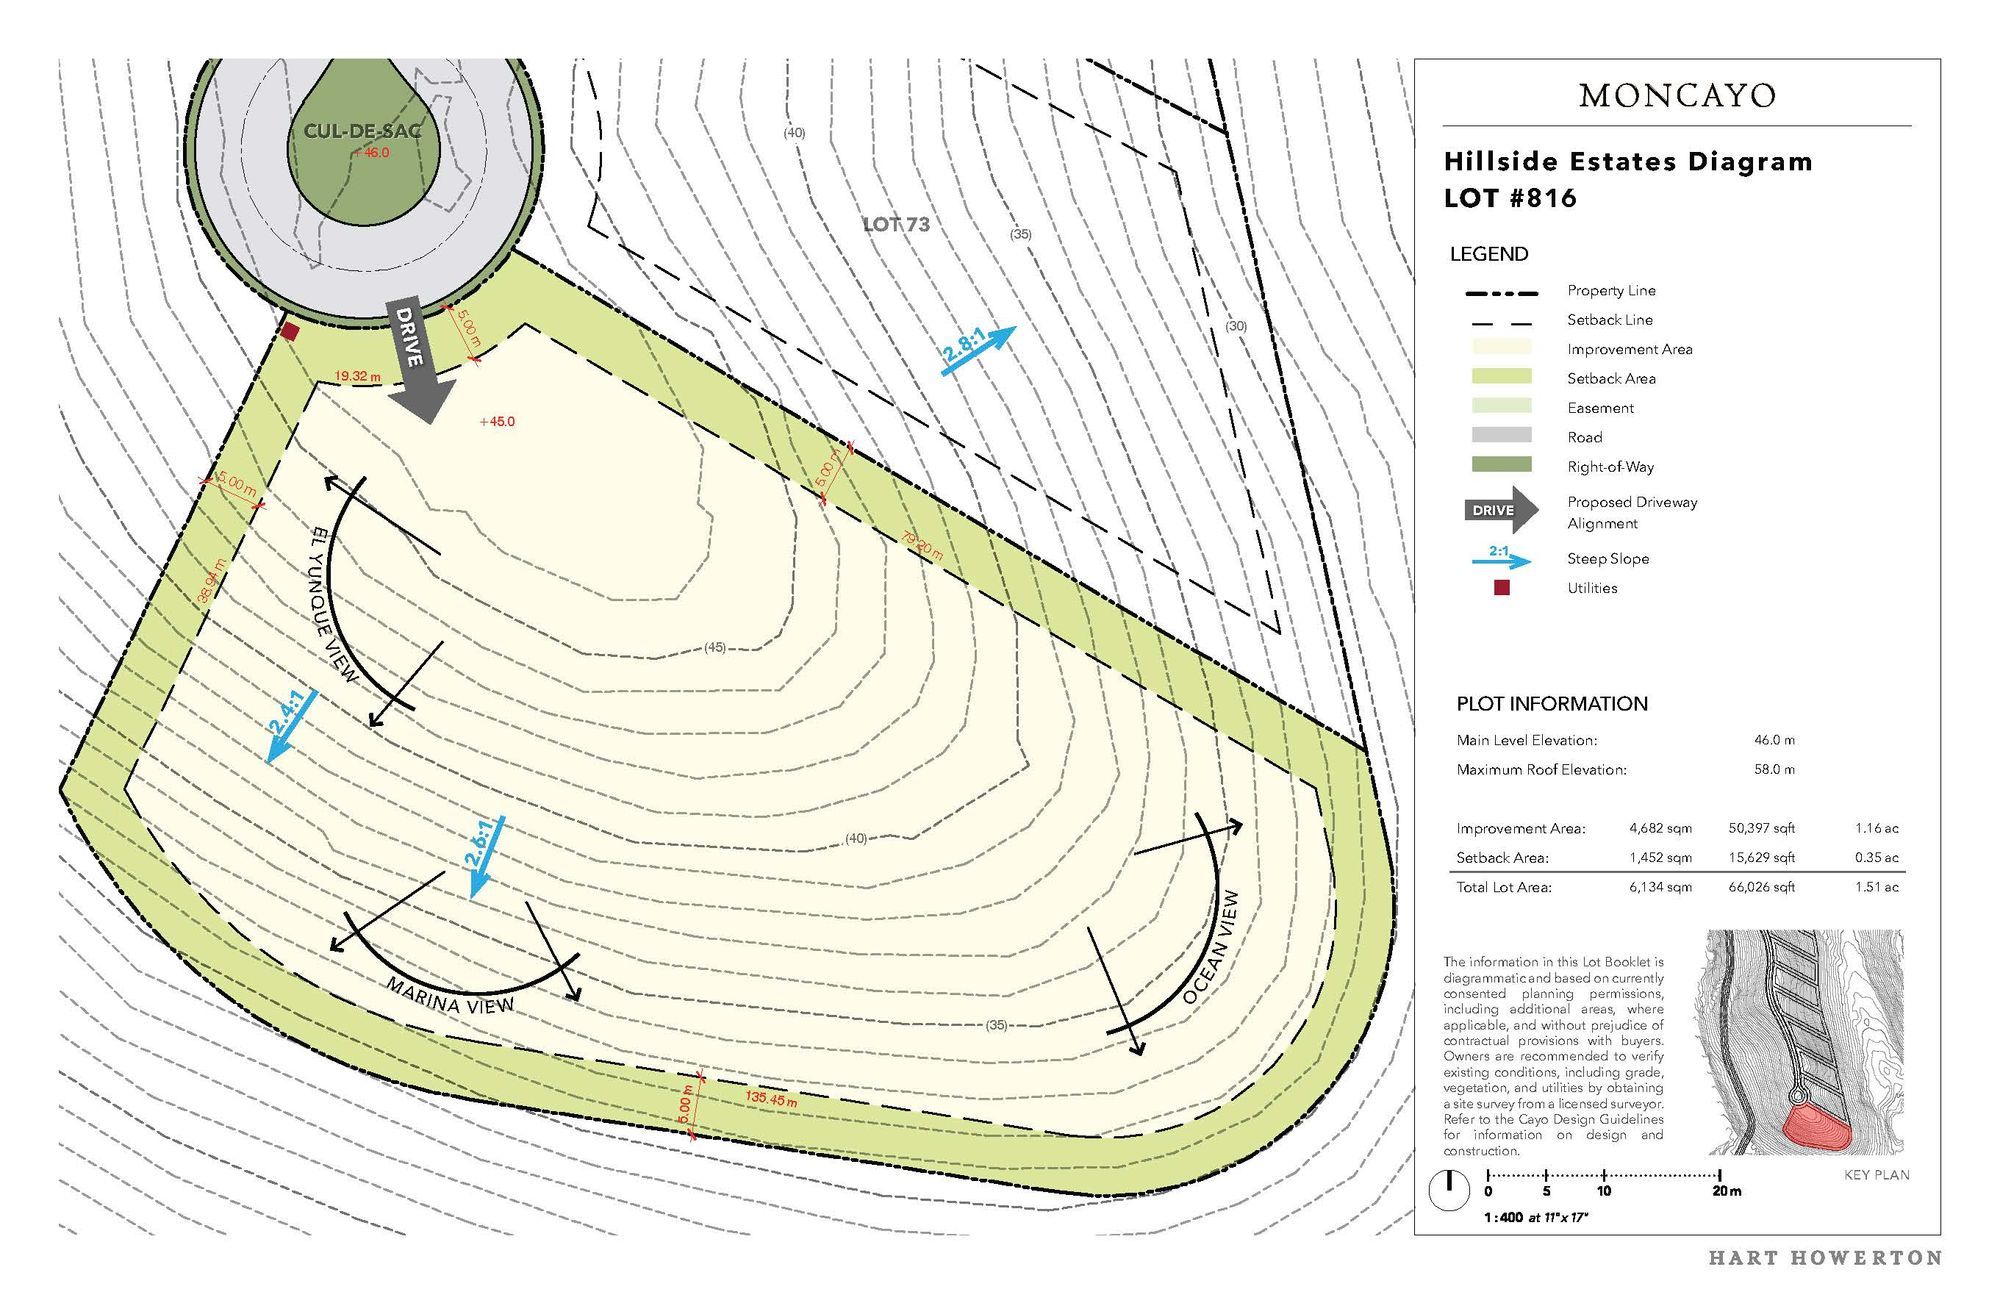 CUL-DE-SAC
+ 46.0
(40)
LOT 73
(35)
(30)
2.8:1
DRIVE
5.00 m
19.32 m
+45.0
5.00 m
5.00 m
79.20 m
38.94 m
EL YUNQUE VIEW
(45)
2.4:1
2.6:1
(40)
MARINA VIEW
OCEAN VIEW
(35)
5.00 m
135.45 m
MONCAYO
Hillside Estates Diagram
LOT #816
LEGEND
Property Line
Setback Line
Improvement Area
Setback Area
Easement
Road
Right-of-Way
DRIVE Proposed Driveway
Alignment
2:1 Steep Slope
Utilities
PLOT INFORMATION
Main Level Elevation: 46.0 m
Maximum Roof Elevation: 58.0 m
Improvement Area: 4,682 sqm 50,397 sqft 1.16 ac
Setback Area: 1,452 sqm 15,629 sqft 0.35 ac
Total Lot Area: 6,134 sqm 66,026 sqft 1.51 ac
The information in this Lot Booklet is
diagrammatic and based on currently
consented planning permissions,
including additional areas, where
applicable, and without prejudice of
contractual provisions with buyers.
Owners are recommended to verify
existing conditions, including grade,
vegetation, and utilities by obtaining
a site survey from a licensed surveyor.
Refer to the Cayo Design Guidelines
for information on design and
construction.
KEY PLAN
0 5 10 20m
1:400 at 11"x 17"
HART HOWERTON